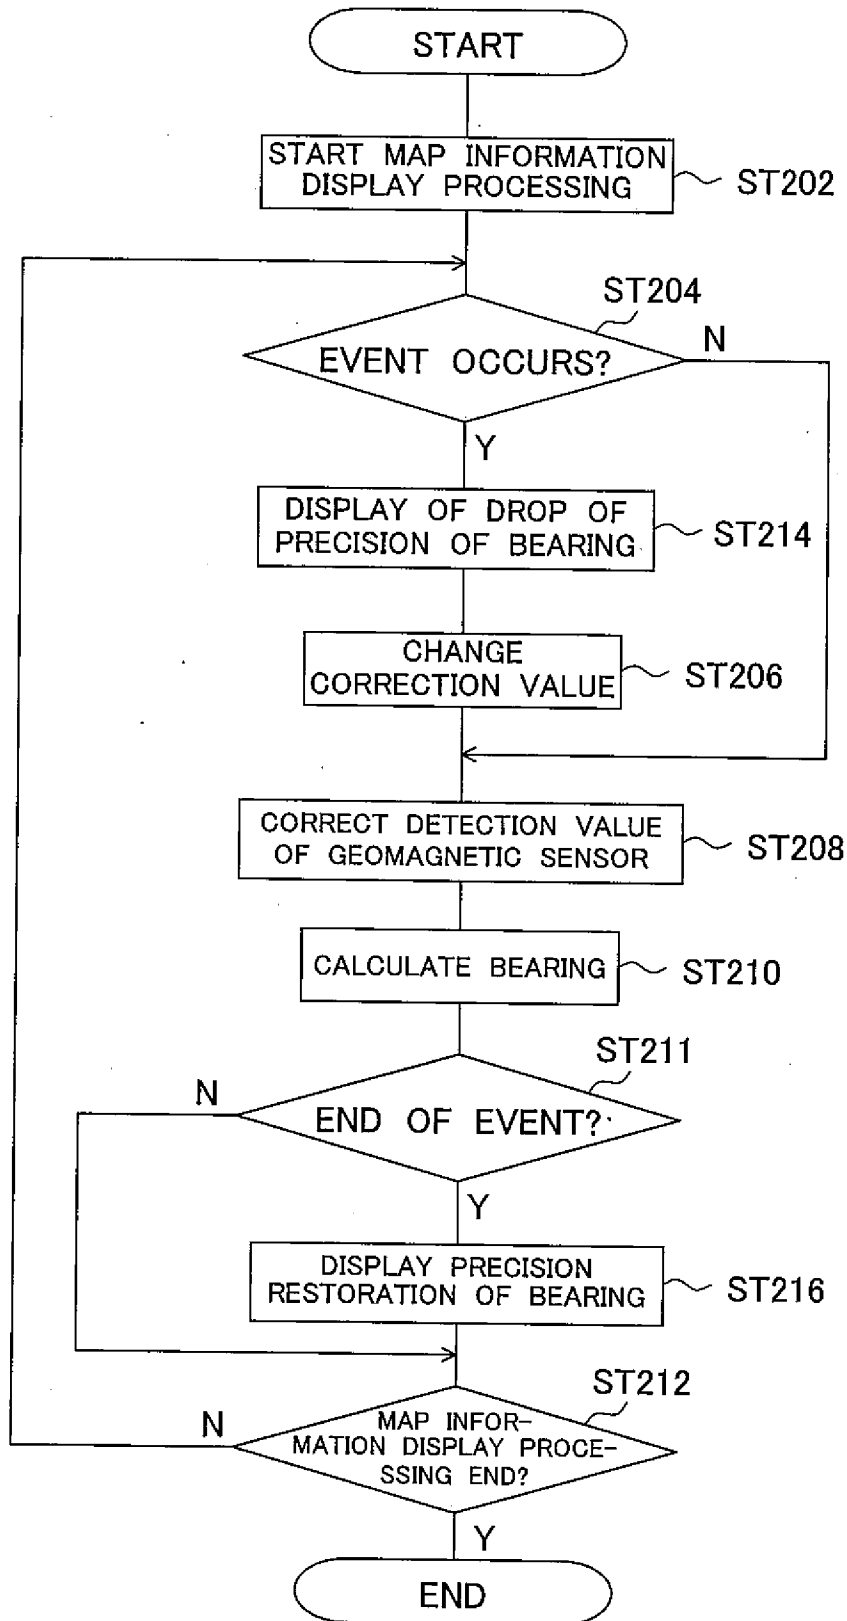 START
START MAP INFORMATION
DISPLAY PROCESSING
ST202
ST204
EVENT OCCURS?
N
Y
DISPLAY OF DROP OF
PRECISION OF BEARING
ST214
CHANGE
CORRECTION VALUE
ST206
CORRECT DETECTION VALUE
OF GEOMAGNETIC SENSOR
ST208
CALCULATE BEARING
ST210
ST211
N
END OF EVENT?
Y
DISPLAY PRECISION
RESTORATION OF BEARING
ST216
ST212
N
MAP INFOR-
MATION DISPLAY PROCE-
SSING END?
Y
END